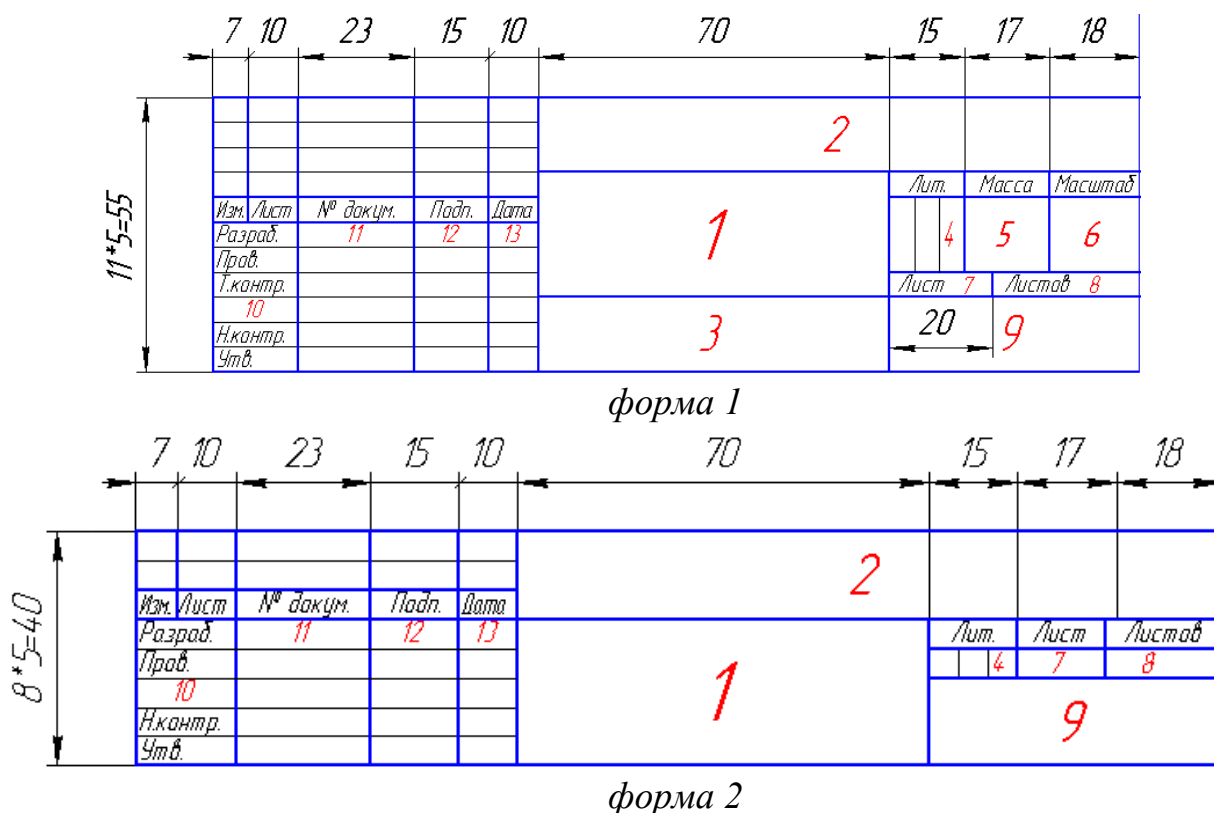 7 10 23 15 10 70 15 17 18
11*5=55
2
Лит. Масса Масштаб
Изм. Лист № докум. Подп. Дата
1 4 5 6
Разраб. 11 12 13
Пров.
Т.контр. Лист 7 Листов 8
10
3 20 9
Н.контр.
Утв.
форма 1
7 10 23 15 10 70 15 17 18
8*5=40
2
Изм. Лист № докум. Подп. Дата
Разраб. 11 12 13 Лит. Лист Листов
Пров. 4 7 8
10
1 9
Н.контр.
Утв.
форма 2